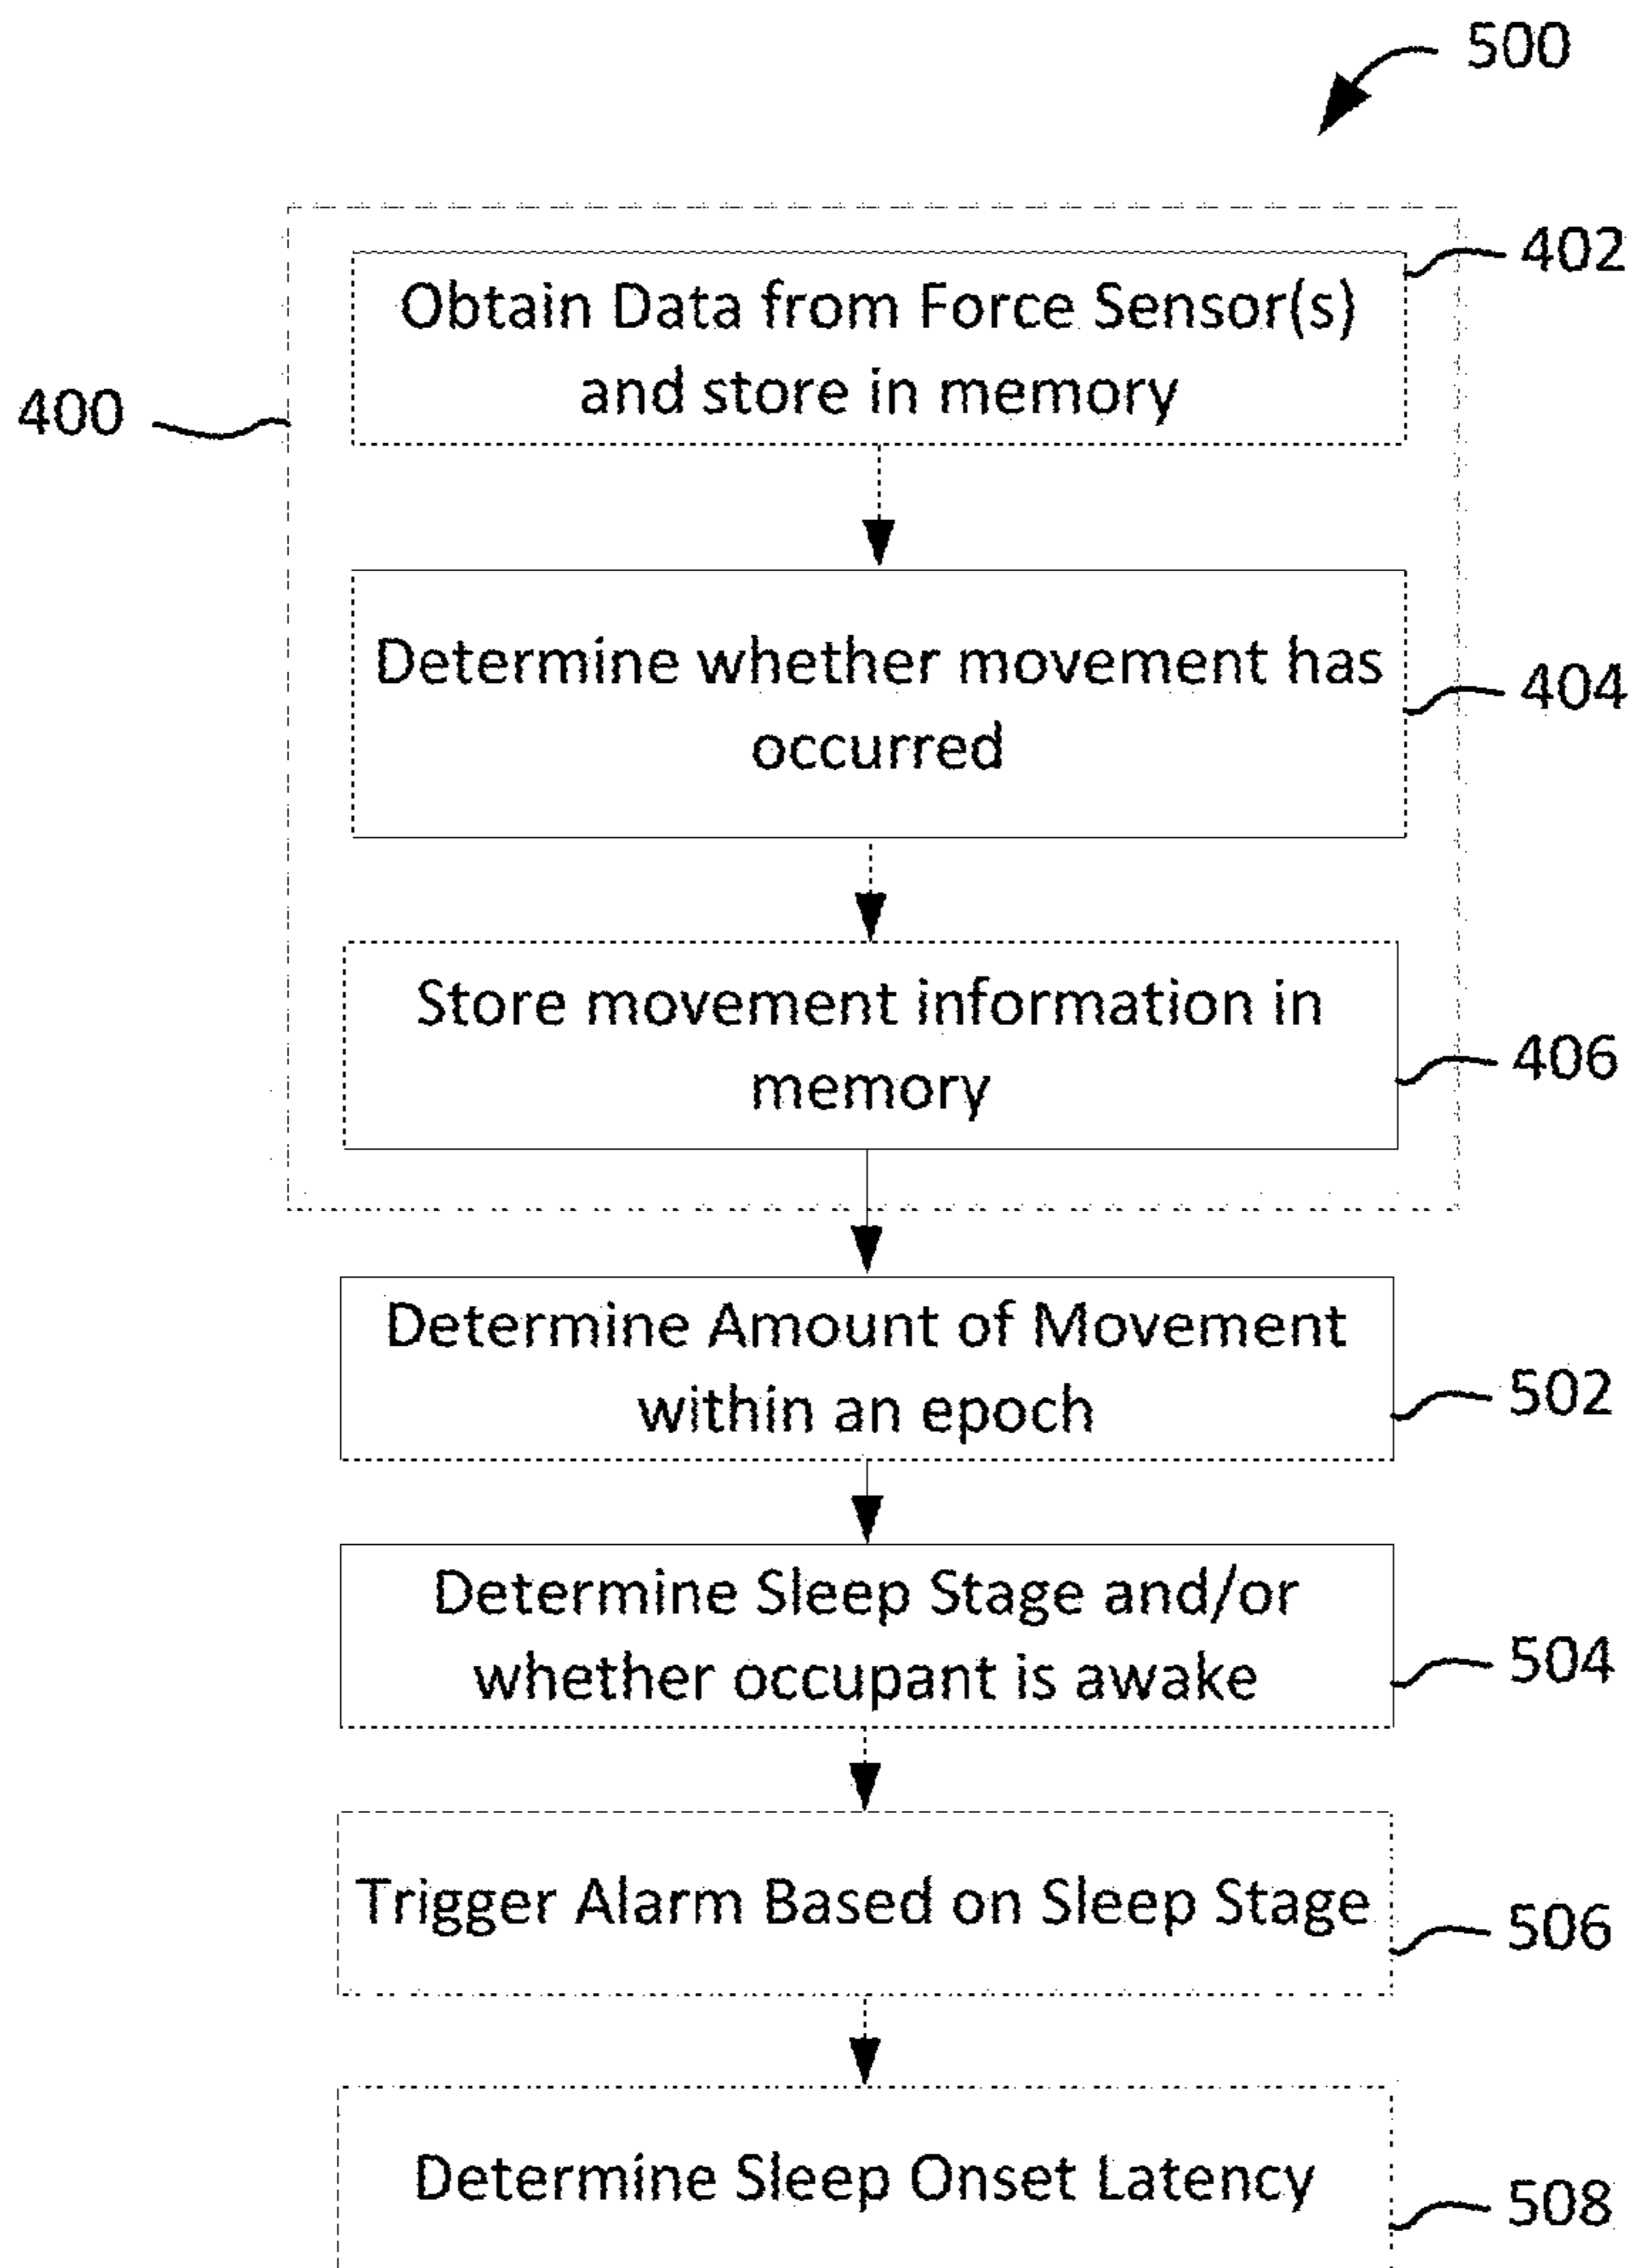 500
402
Obtain Data from Force Sensor(s)
and store in memory
400
Determine whether movement has
occurred
404
Store movement information in
memory
406
Determine Amount of Movement
within an epoch
502
Determine Sleep Stage and/or
whether occupant is awake
504
Trigger Alarm Based on Sleep Stage
506
Determine Sleep Onset Latency
508